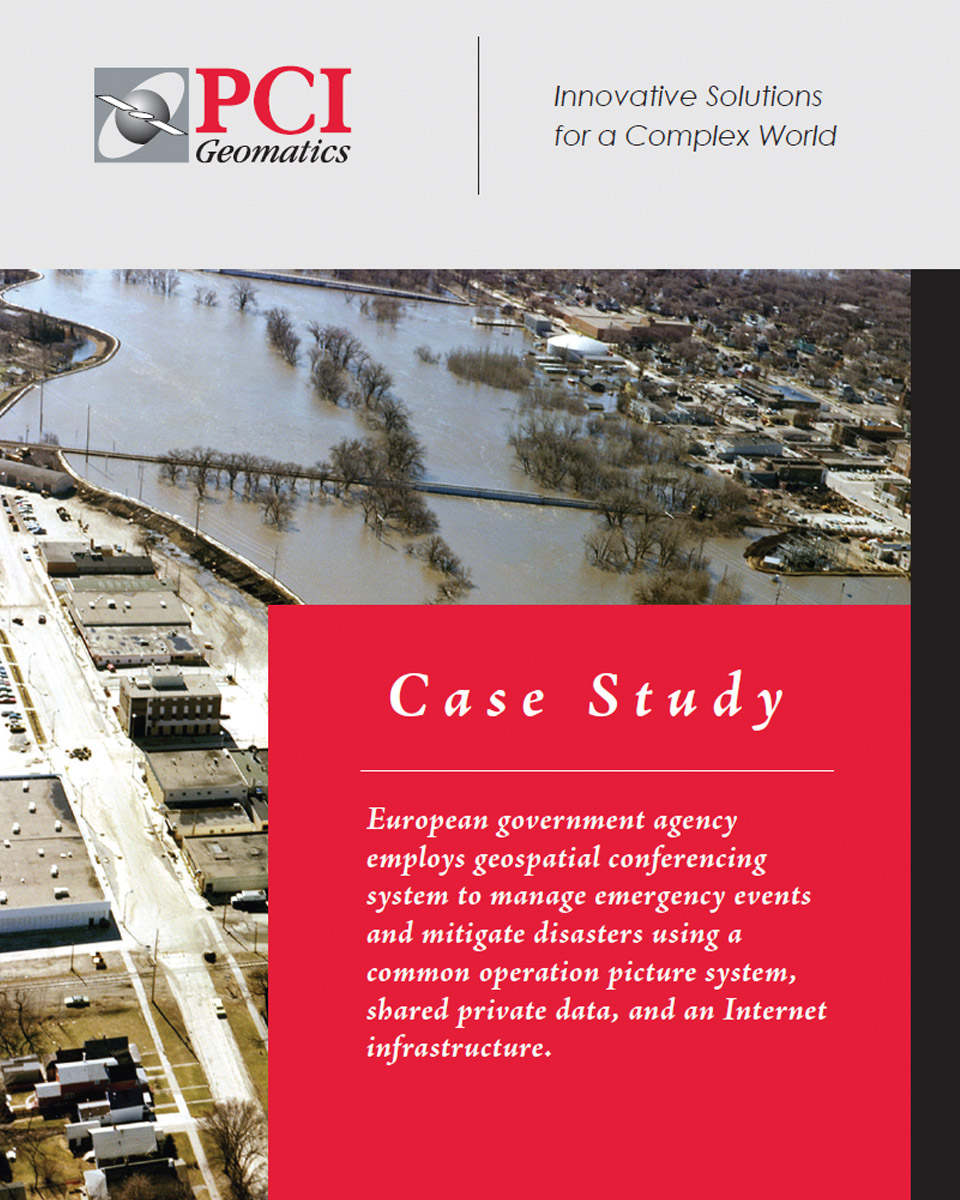 PCI
Geomatics
Innovative Solutions
for a Complex World
Case Study
European government agency
employs geospatial conferencing
system to manage emergency events
and mitigate disasters using a
common operation picture system,
shared private data, and an Internet
infrastructure.